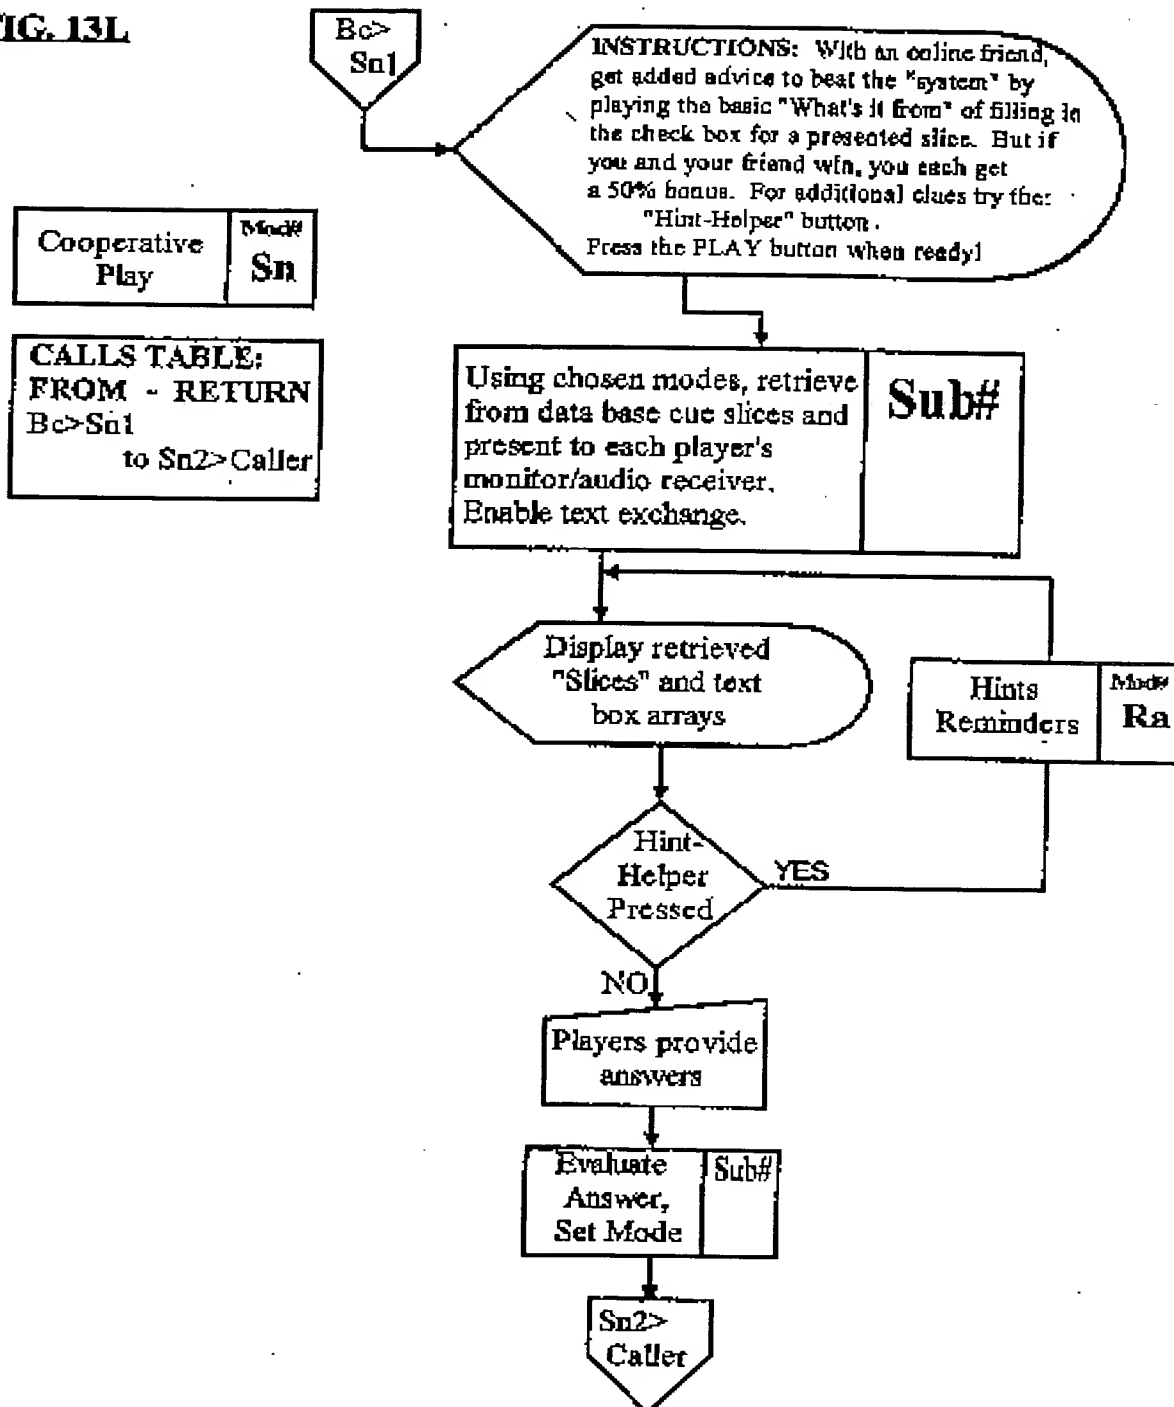 FIG. 13L
Bc>
Sn1
INSTRUCTIONS: With an online friend,
get added advice to beat the "system" by
playing the basic "What's it from" of filling in
the check box for a presented slice. But if
you and your friend win, you each get
a 50% bonus. For additional clues try the:
"Hint-Helper" button.
Press the PLAY button when ready!
Cooperative
Play
Mod#
Sn
CALLS TABLE:
FROM - RETURN
Bc>Sn1
to Sn2>Caller
Using chosen modes, retrieve
from data base cue slices and
present to each player's
monitor/audio receiver.
Enable text exchange.
Sub#
Display retrieved
"Slices" and text
box arrays
Hints
Reminders
Mod#
Ra
Hint-
Helper
Pressed
YES
NO
Players provide
answers
Evaluate
Answer,
Set Mode
Sub#
Sn2>
Caller